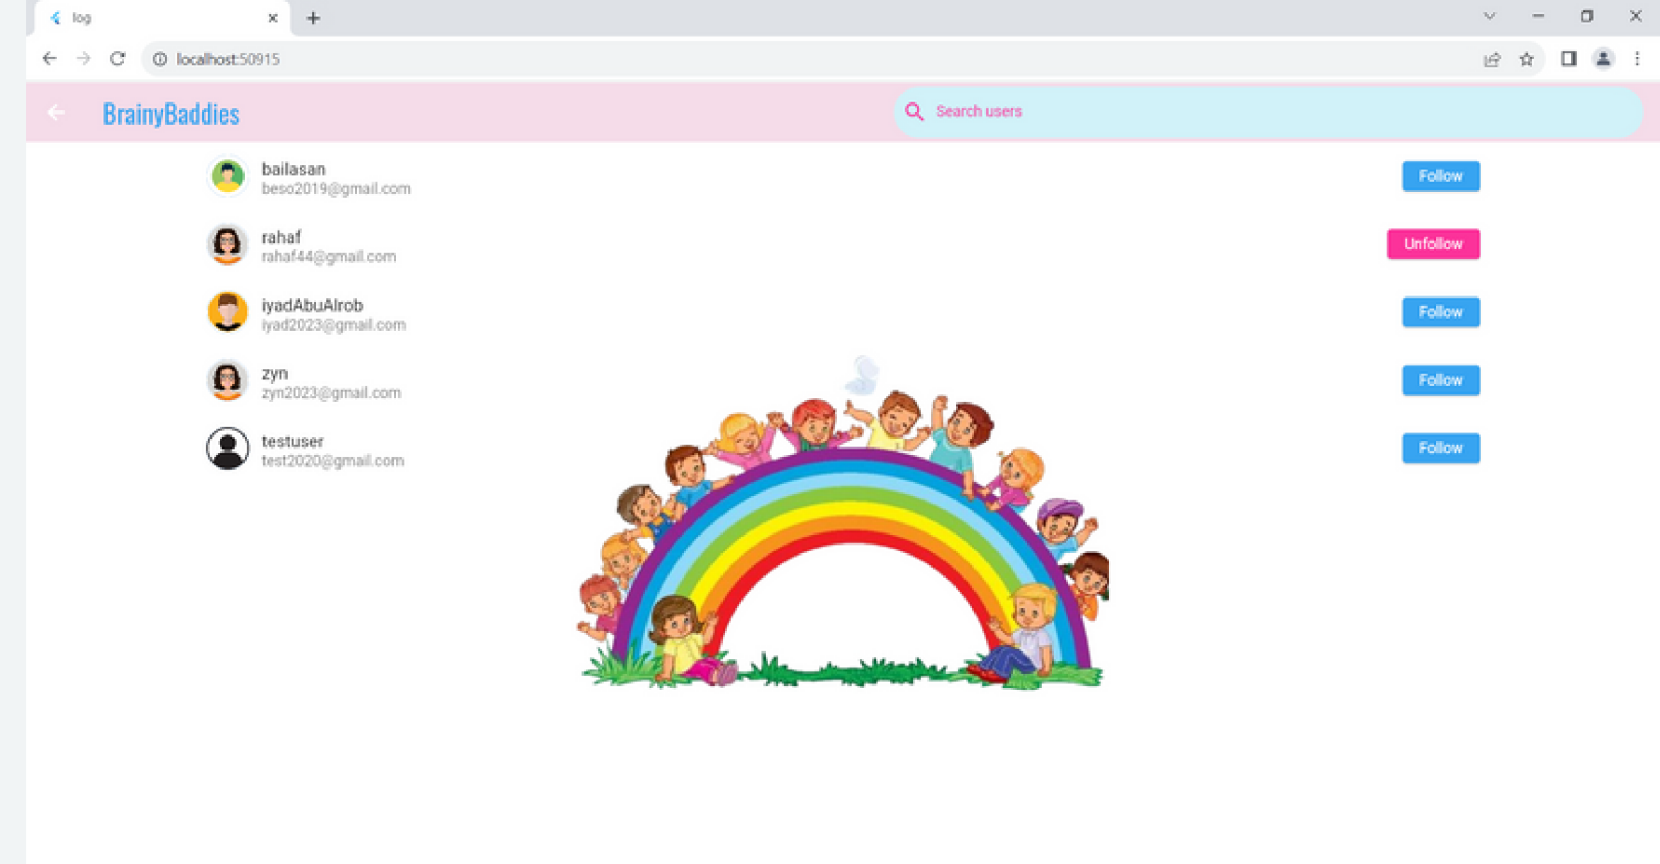 log
localhost:50915
BrainyBaddies
Search users
bailasan
beso2019@gmail.com
Follow
rahaf
rahaf44@gmail.com
Unfollow
iyadAbuAlrob
iyad2023@gmail.com
Follow
zyn
zyn2023@gmail.com
Follow
testuser
test2020@gmail.com
Follow